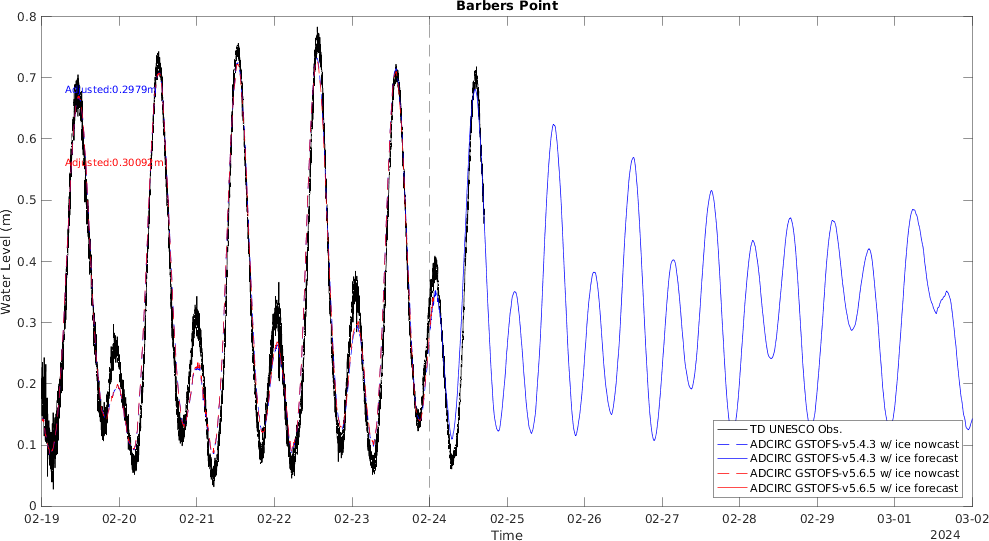 Barbers Point
0.8
0.7
0.6
0.5
0.4
0.3
0.2
0.1
0
Water Level (m)
Adjusted:0.2979m
Adjusted:0.30092m
TD UNESCO Obs.
ADCIRC GSTOFS-v5.4.3 w/ ice nowcast
ADCIRC GSTOFS-v5.4.3 w/ ice forecast
ADCIRC GSTOFS-v5.6.5 w/ ice nowcast
ADCIRC GSTOFS-v5.6.5 w/ ice forecast
02-19 02-20 02-21 02-22 02-23 02-24 02-25 02-26 02-27 02-28 02-29 03-01 03-02
Time
2024